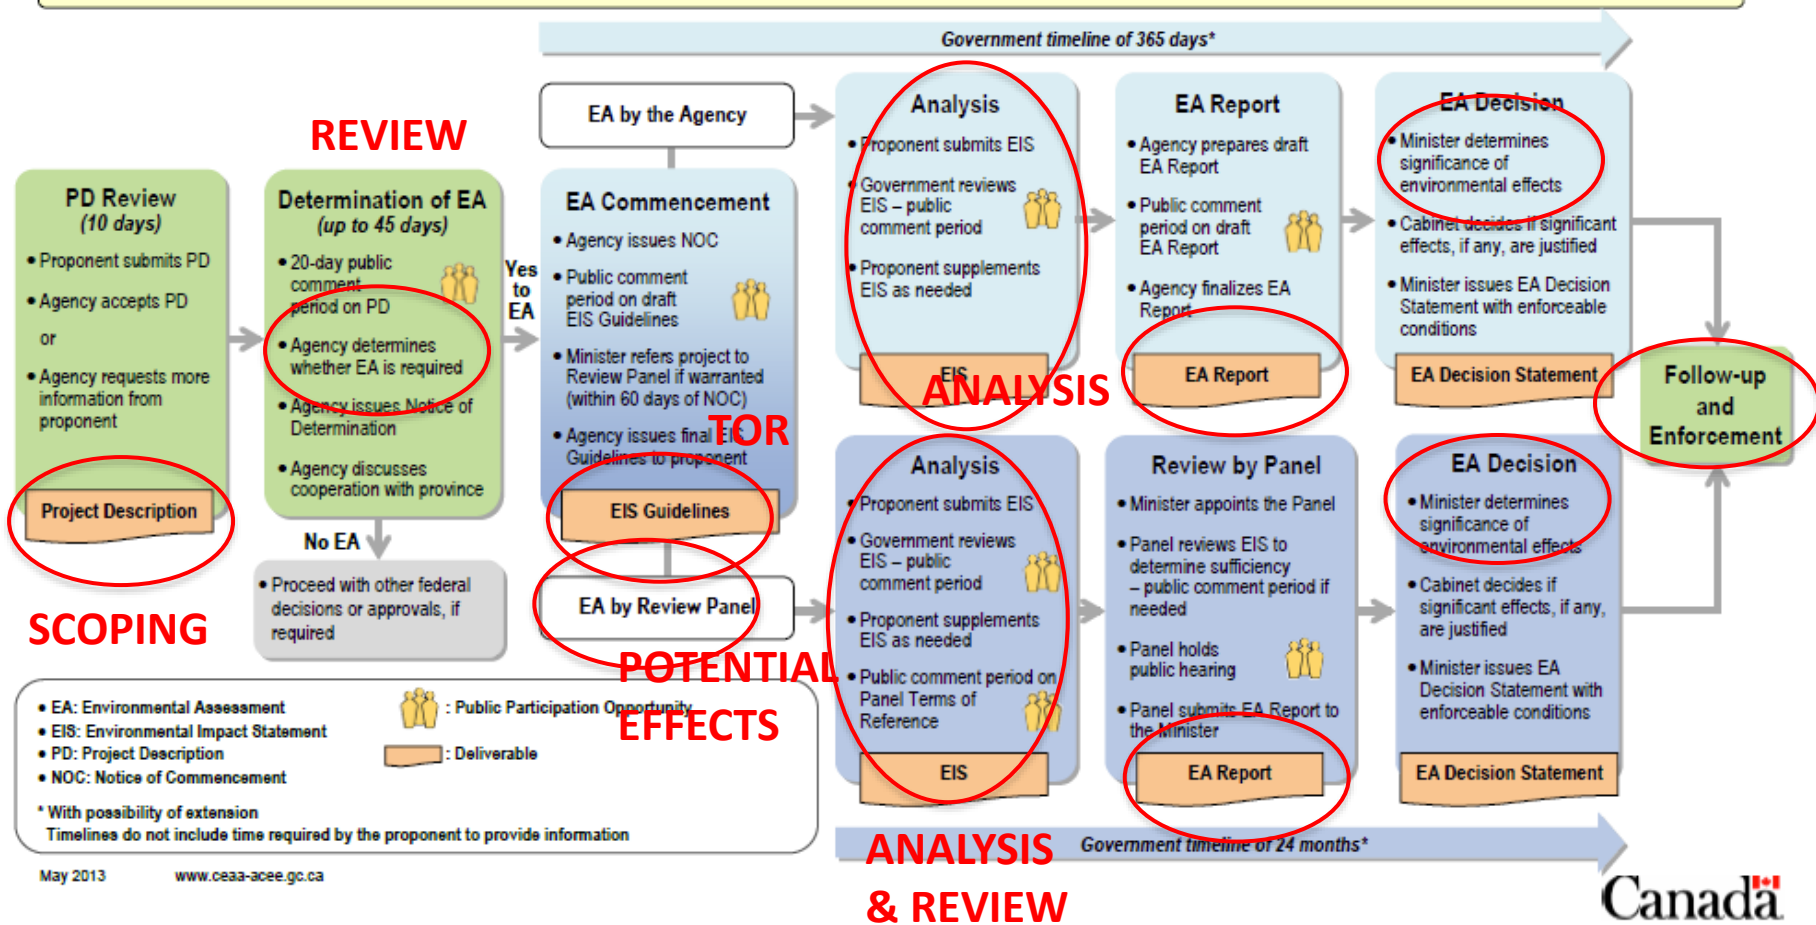 Government timeline of 365 days*
REVIEW
PD Review
(10 days)
• Proponent submits PD
• Agency accepts PD
or
• Agency requests more
information from
proponent
Project Description
SCOPING
Determination of EA
(up to 45 days)
• 20-day public
comment
period on PD
• Agency determines
whether EA is required
• Agency issues Notice of
Determination
• Agency discusses
cooperation with province
No EA
• Proceed with other federal
decisions or approvals, if
required
Yes
to
EA
EA by the Agency
EA Commencement
• Agency issues NOC
• Public comment
period on draft
EIS Guidelines
• Minister refers project to
Review Panel if warranted
(within 60 days of NOC)
• Agency issues final EIS
Guidelines to proponent
TOR
EIS Guidelines
EA by Review Panel
POTENTIAL
EFFECTS
Analysis
• Proponent submits EIS
• Government reviews
EIS – public
comment period
• Proponent supplements
EIS as needed
EIS
ANALYSIS
EA Report
• Agency prepares draft
EA Report
• Public comment
period on draft
EA Report
• Agency finalizes EA
Report
EA Report
EA Decision
• Minister determines
significance of
environmental effects
• Cabinet decides if significant
effects, if any, are justified
• Minister issues EA Decision
Statement with enforceable
conditions
EA Decision Statement
Follow-up
and
Enforcement
Analysis
• Proponent submits EIS
• Government reviews
EIS – public
comment period
• Proponent supplements
EIS as needed
• Public comment period on
Panel Terms of
Reference
EIS
Review by Panel
• Minister appoints the Panel
• Panel reviews EIS to
determine sufficiency
– public comment period if
needed
• Panel holds
public hearing
• Panel submits EA Report to
the Minister
EA Report
EA Decision
• Minister determines
significance of
environmental effects
• Cabinet decides if
significant effects, if any,
are justified
• Minister issues EA
Decision Statement with
enforceable conditions
EA Decision Statement
Government timeline of 24 months*
ANALYSIS
& REVIEW
• EA: Environmental Assessment
• EIS: Environmental Impact Statement
• PD: Project Description
• NOC: Notice of Commencement
: Public Participation Opportunity
: Deliverable
* With possibility of extension
Timelines do not include time required by the proponent to provide information
May 2013 www.ceaa-acee.gc.ca
Canada